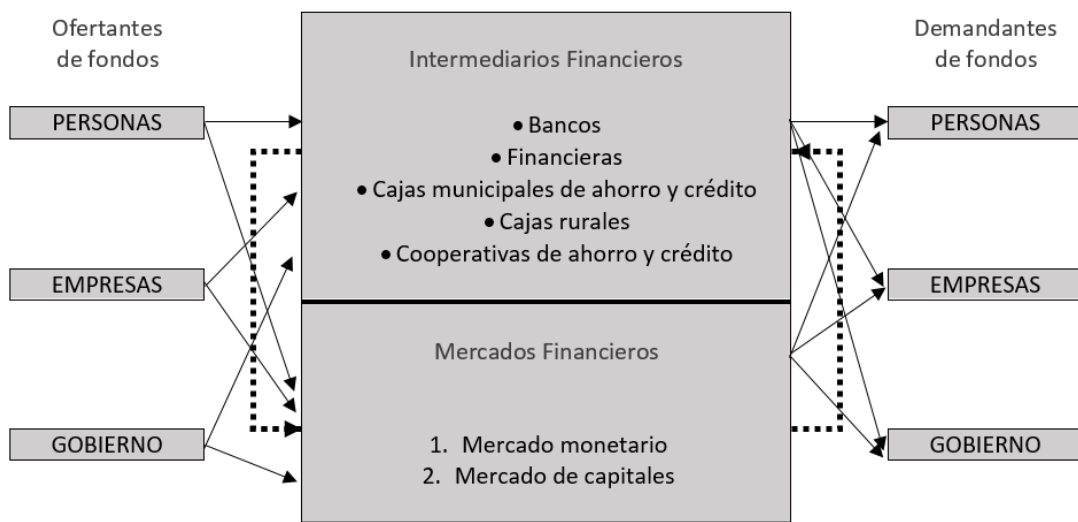 Ofertantes
de fondos
PERSONAS
EMPRESAS
GOBIERNO
Intermediarios Financieros
• Bancos
• Financieras
• Cajas municipales de ahorro y crédito
• Cajas rurales
• Cooperativas de ahorro y crédito
Mercados Financieros
1. Mercado monetario
2. Mercado de capitales
Demandantes
de fondos
PERSONAS
EMPRESAS
GOBIERNO